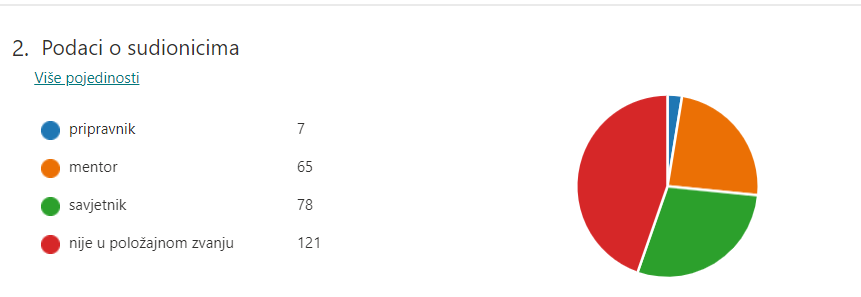 2. Podaci o sudionicima
Više pojedinosti
pripravnik 7
mentor 65
savjetnik 78
nije u položajnom zvanju 121